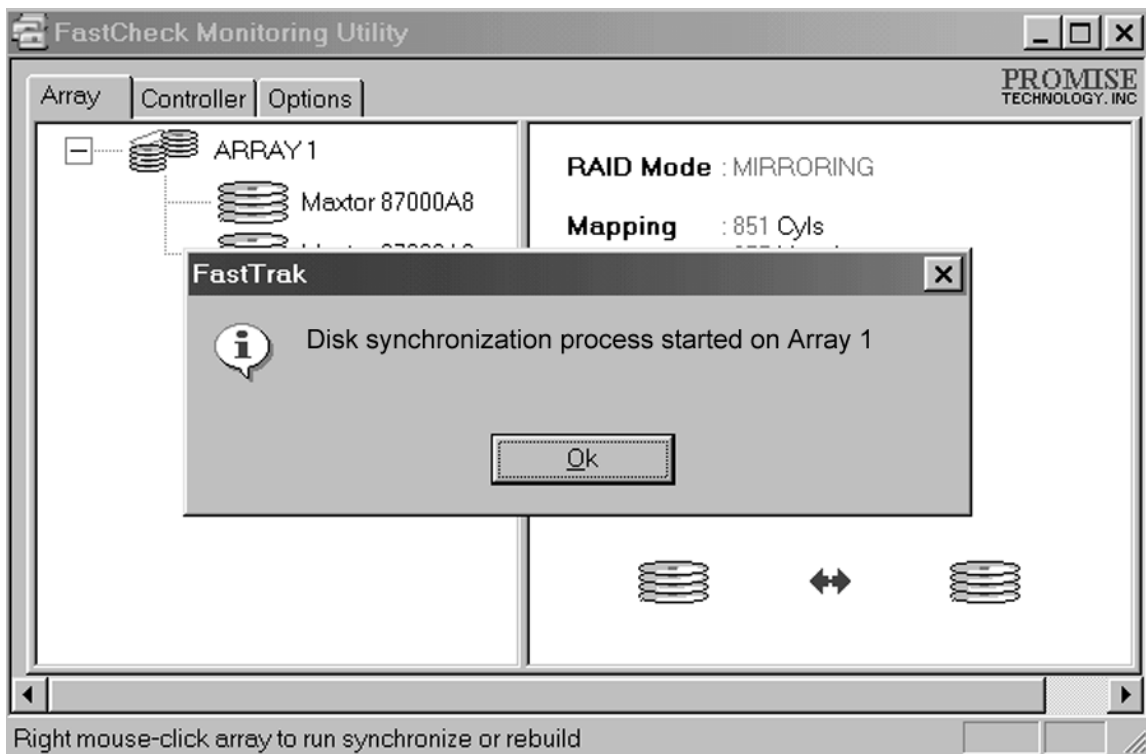 FastCheck Monitoring Utility
PROMISE
TECHNOLOGY. INC
Array Controller Options
ARRAY 1
Maxtor 87000A8
RAID Mode : MIRRORING
Mapping : 851 Cyls
FastTrak
Disk synchronization process started on Array 1
Ok
Right mouse-click array to run synchronize or rebuild